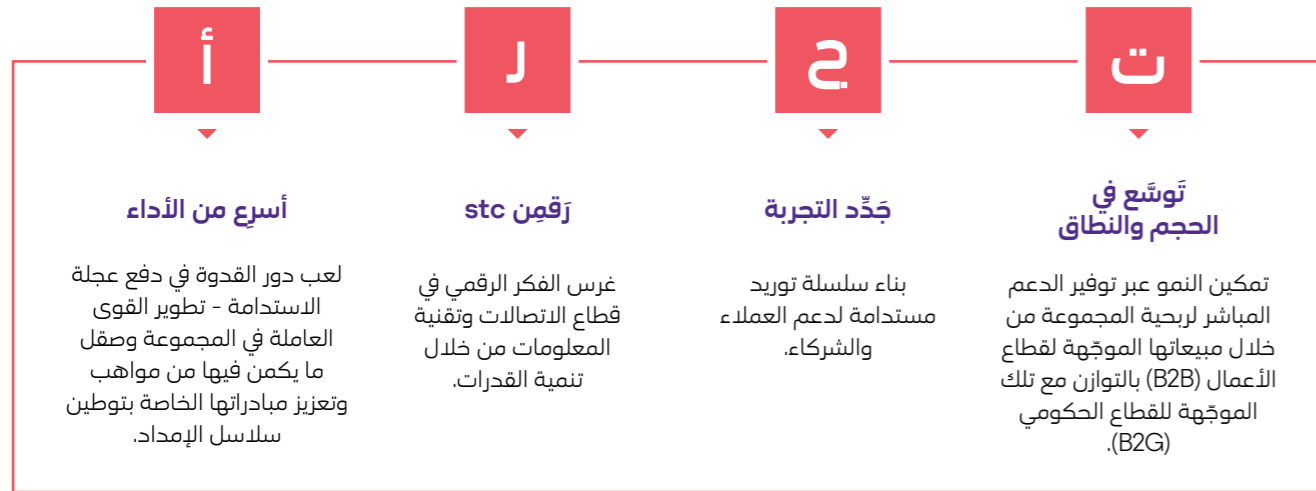 ت
تَوسَّع في
الحجم والنطاق
تمكين النمو عبر توفير الدعم
المباشر لربحية المجموعة من
خلال مبيعاتها الموجّهة لقطاع
الأعمال (B2B) بالتوازن مع تلك
الموجّهة للقطاع الحكومي
(B2G).
ج
جَدِّد التجربة
بناء سلسلة توريد
مستدامة لدعم العملاء
والشركاء.
ر
رَقمِن stc
غرس الفكر الرقمي في
قطاع الاتصالات وتقنية
المعلومات من خلال
تنمية القدرات.
أ
أسرِع من الأداء
لعب دور القدوة في دفع عجلة
الاستدامة - تطوير القوى
العاملة في المجموعة وصقل
ما يكمن فيها من مواهب
وتعزيز مبادراتها الخاصة بتوطين
سلاسل الإمداد.